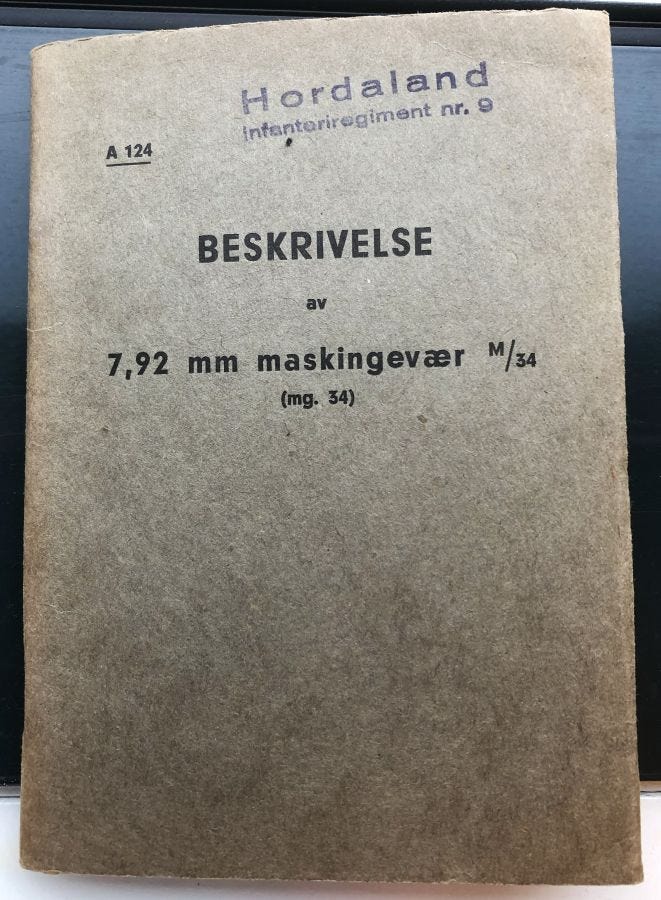 Hordaland
Infanteriregiment nr. 9
A 124
BESKRIVELSE
av
7,92 mm maskingevær M/34
(mg. 34)